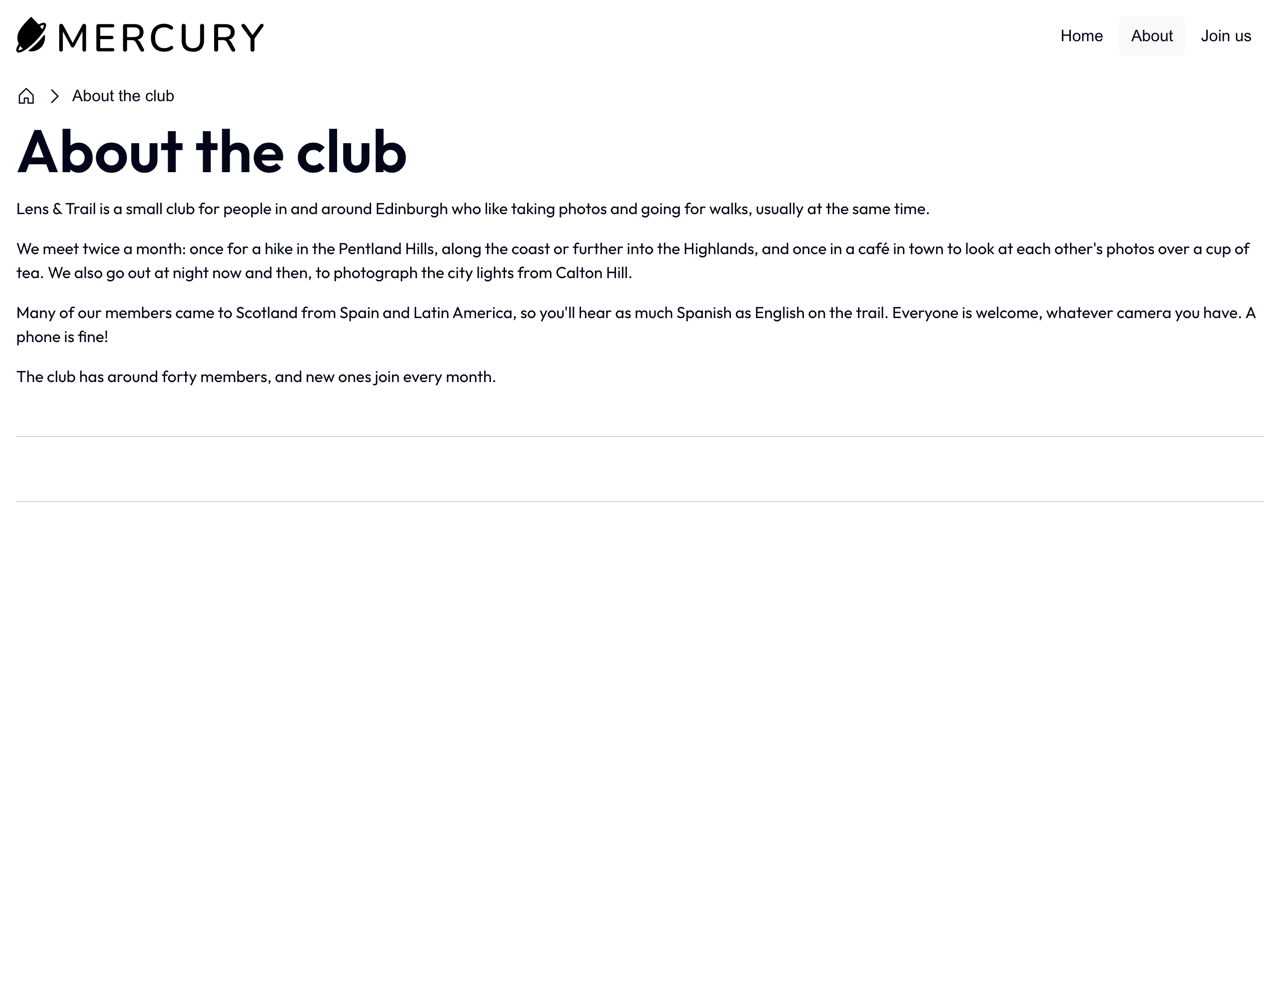 MERCURY
Home
About
Join us
About the club
About the club
Lens & Trail is a small club for people in and around Edinburgh who like taking photos and going for walks, usually at the same time.
We meet twice a month: once for a hike in the Pentland Hills, along the coast or further into the Highlands, and once in a café in town to look at each other's photos over a cup of
tea. We also go out at night now and then, to photograph the city lights from Calton Hill.
Many of our members came to Scotland from Spain and Latin America, so you'll hear as much Spanish as English on the trail. Everyone is welcome, whatever camera you have. A
phone is fine!
The club has around forty members, and new ones join every month.